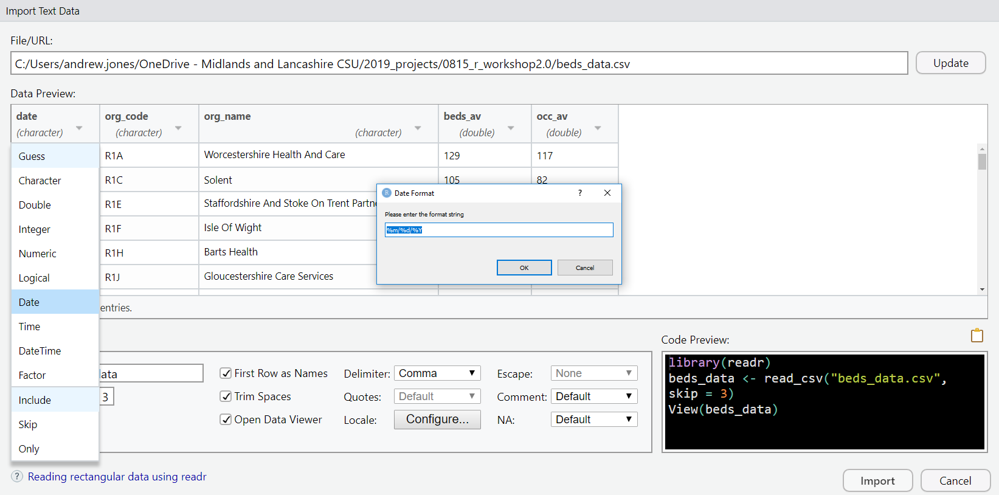 Import Text Data
File/URL:
C:/Users/andrew.jones/OneDrive - Midlands and Lancashire CSU/2019_projects/0815_r_workshop2.0/beds_data.csv
Update
Data Preview:
date org_code org_name beds_av occ_av
(character) (character) (character) (double) (double)
Guess R1A Worcestershire Health And Care 129 117
Character R1C Solent 105 82
Double R1E Staffordshire And Stoke On Trent
Integer R1F Isle Of Wight
Numeric R1H Barts Health
Logical R1J Gloucestershire Care Services
Date entries.
Time
DateTime
Factor
Include
Skip
Only
Date Format
?
Please enter the format string
%m/%d/%Y
OK Cancel
3
First Row as Names Delimiter: Comma Escape: None
Trim Spaces Quotes: Default Comment: Default
Open Data Viewer Locale: Configure... NA: Default
Code Preview:
library(readr)
beds_data <- read_csv("beds_data.csv",
skip = 3)
View(beds_data)
? Reading rectangular data using readr
Import Cancel